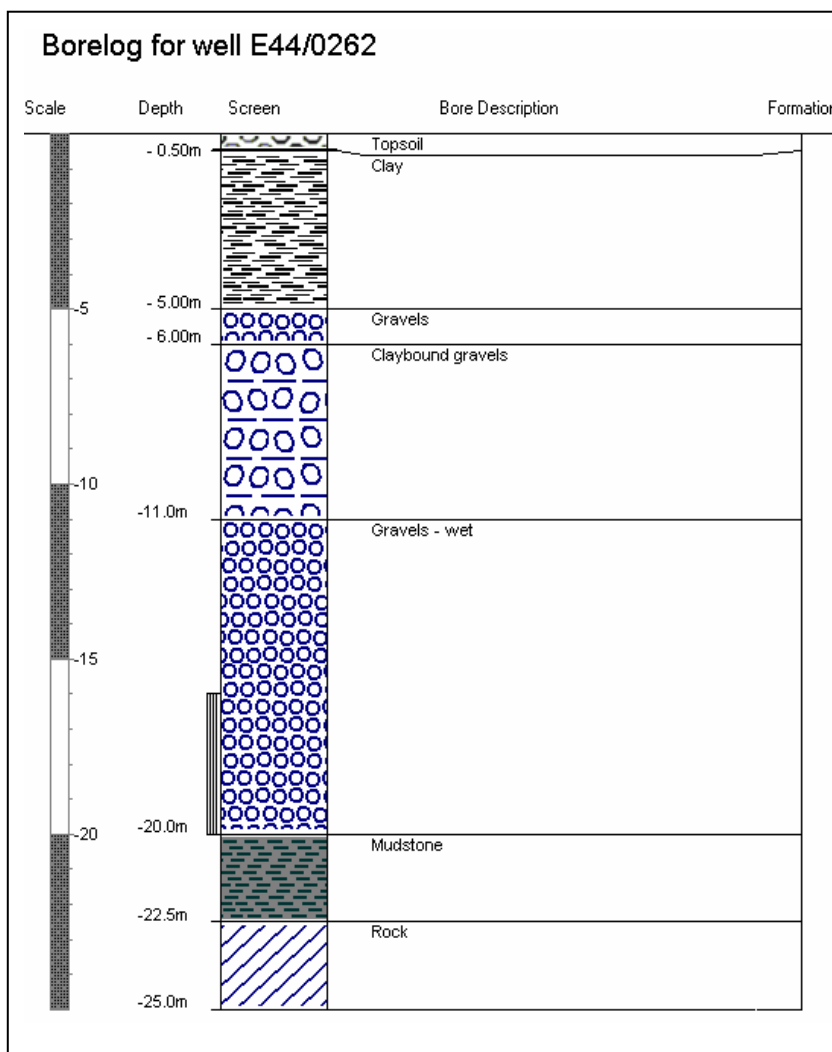 Borelog for well E44/0262
Scale Depth Screen Bore Description Formation
Topsoil
- 0.50m
Clay
- 5.00m
-5
Gravels
- 6.00m
Claybound gravels
-10
-11.0m
Gravels - wet
-15
-20.0m
-20
Mudstone
-22.5m
Rock
-25.0m